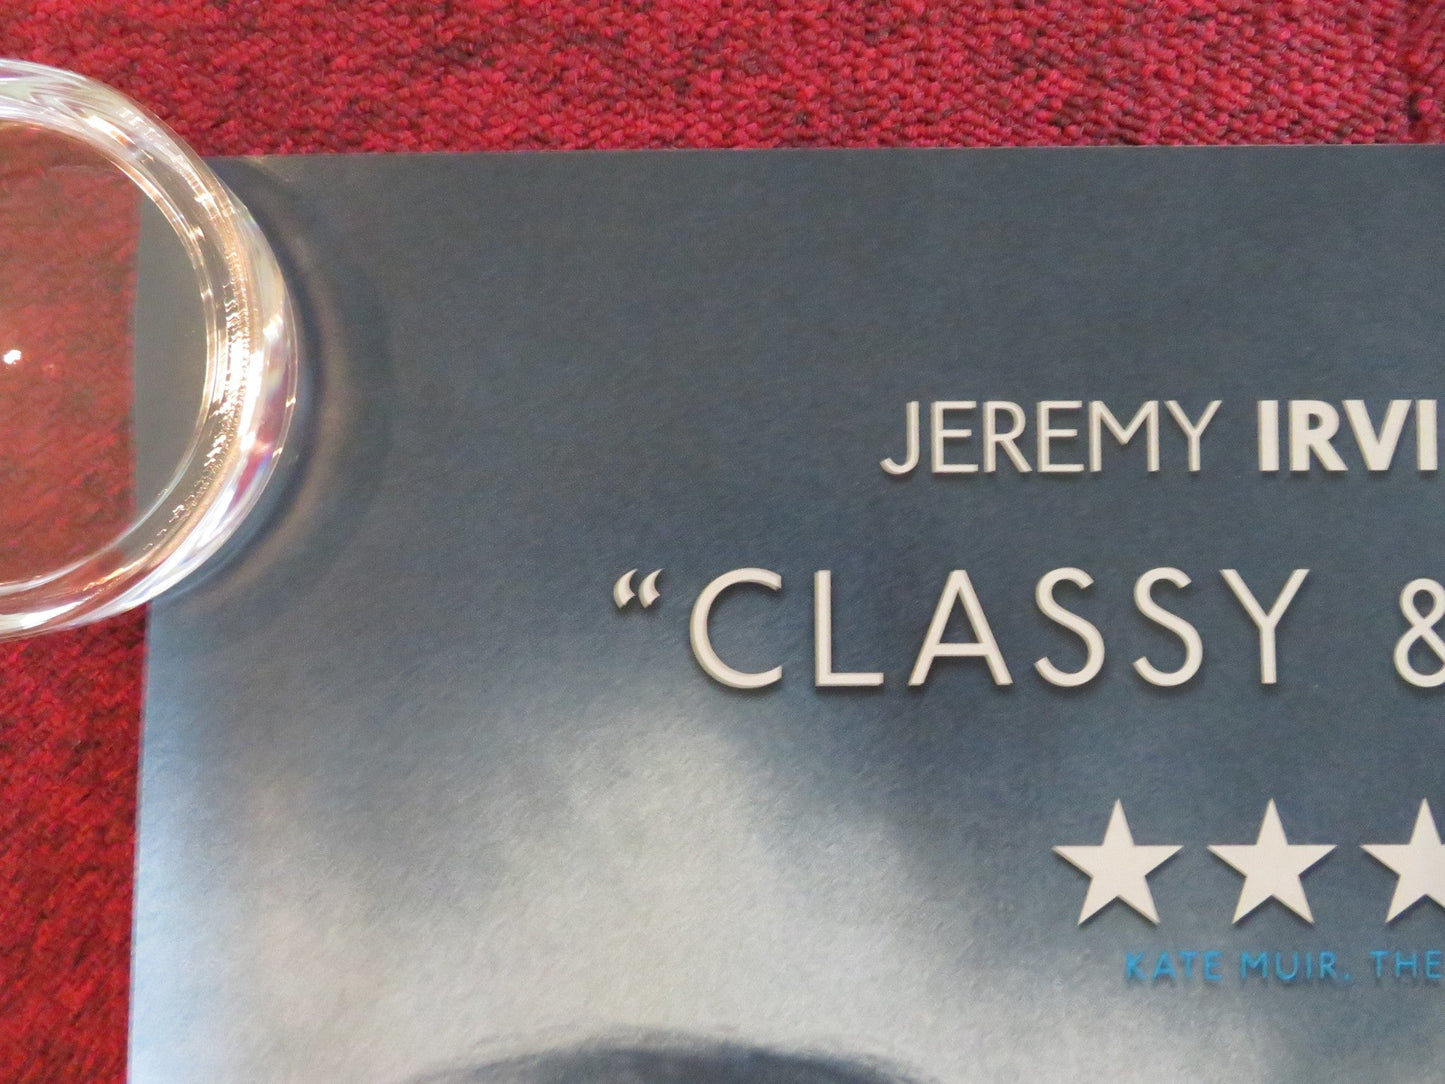 JEREMY IRVI
“CLASSY &
KATE MUIR. THE